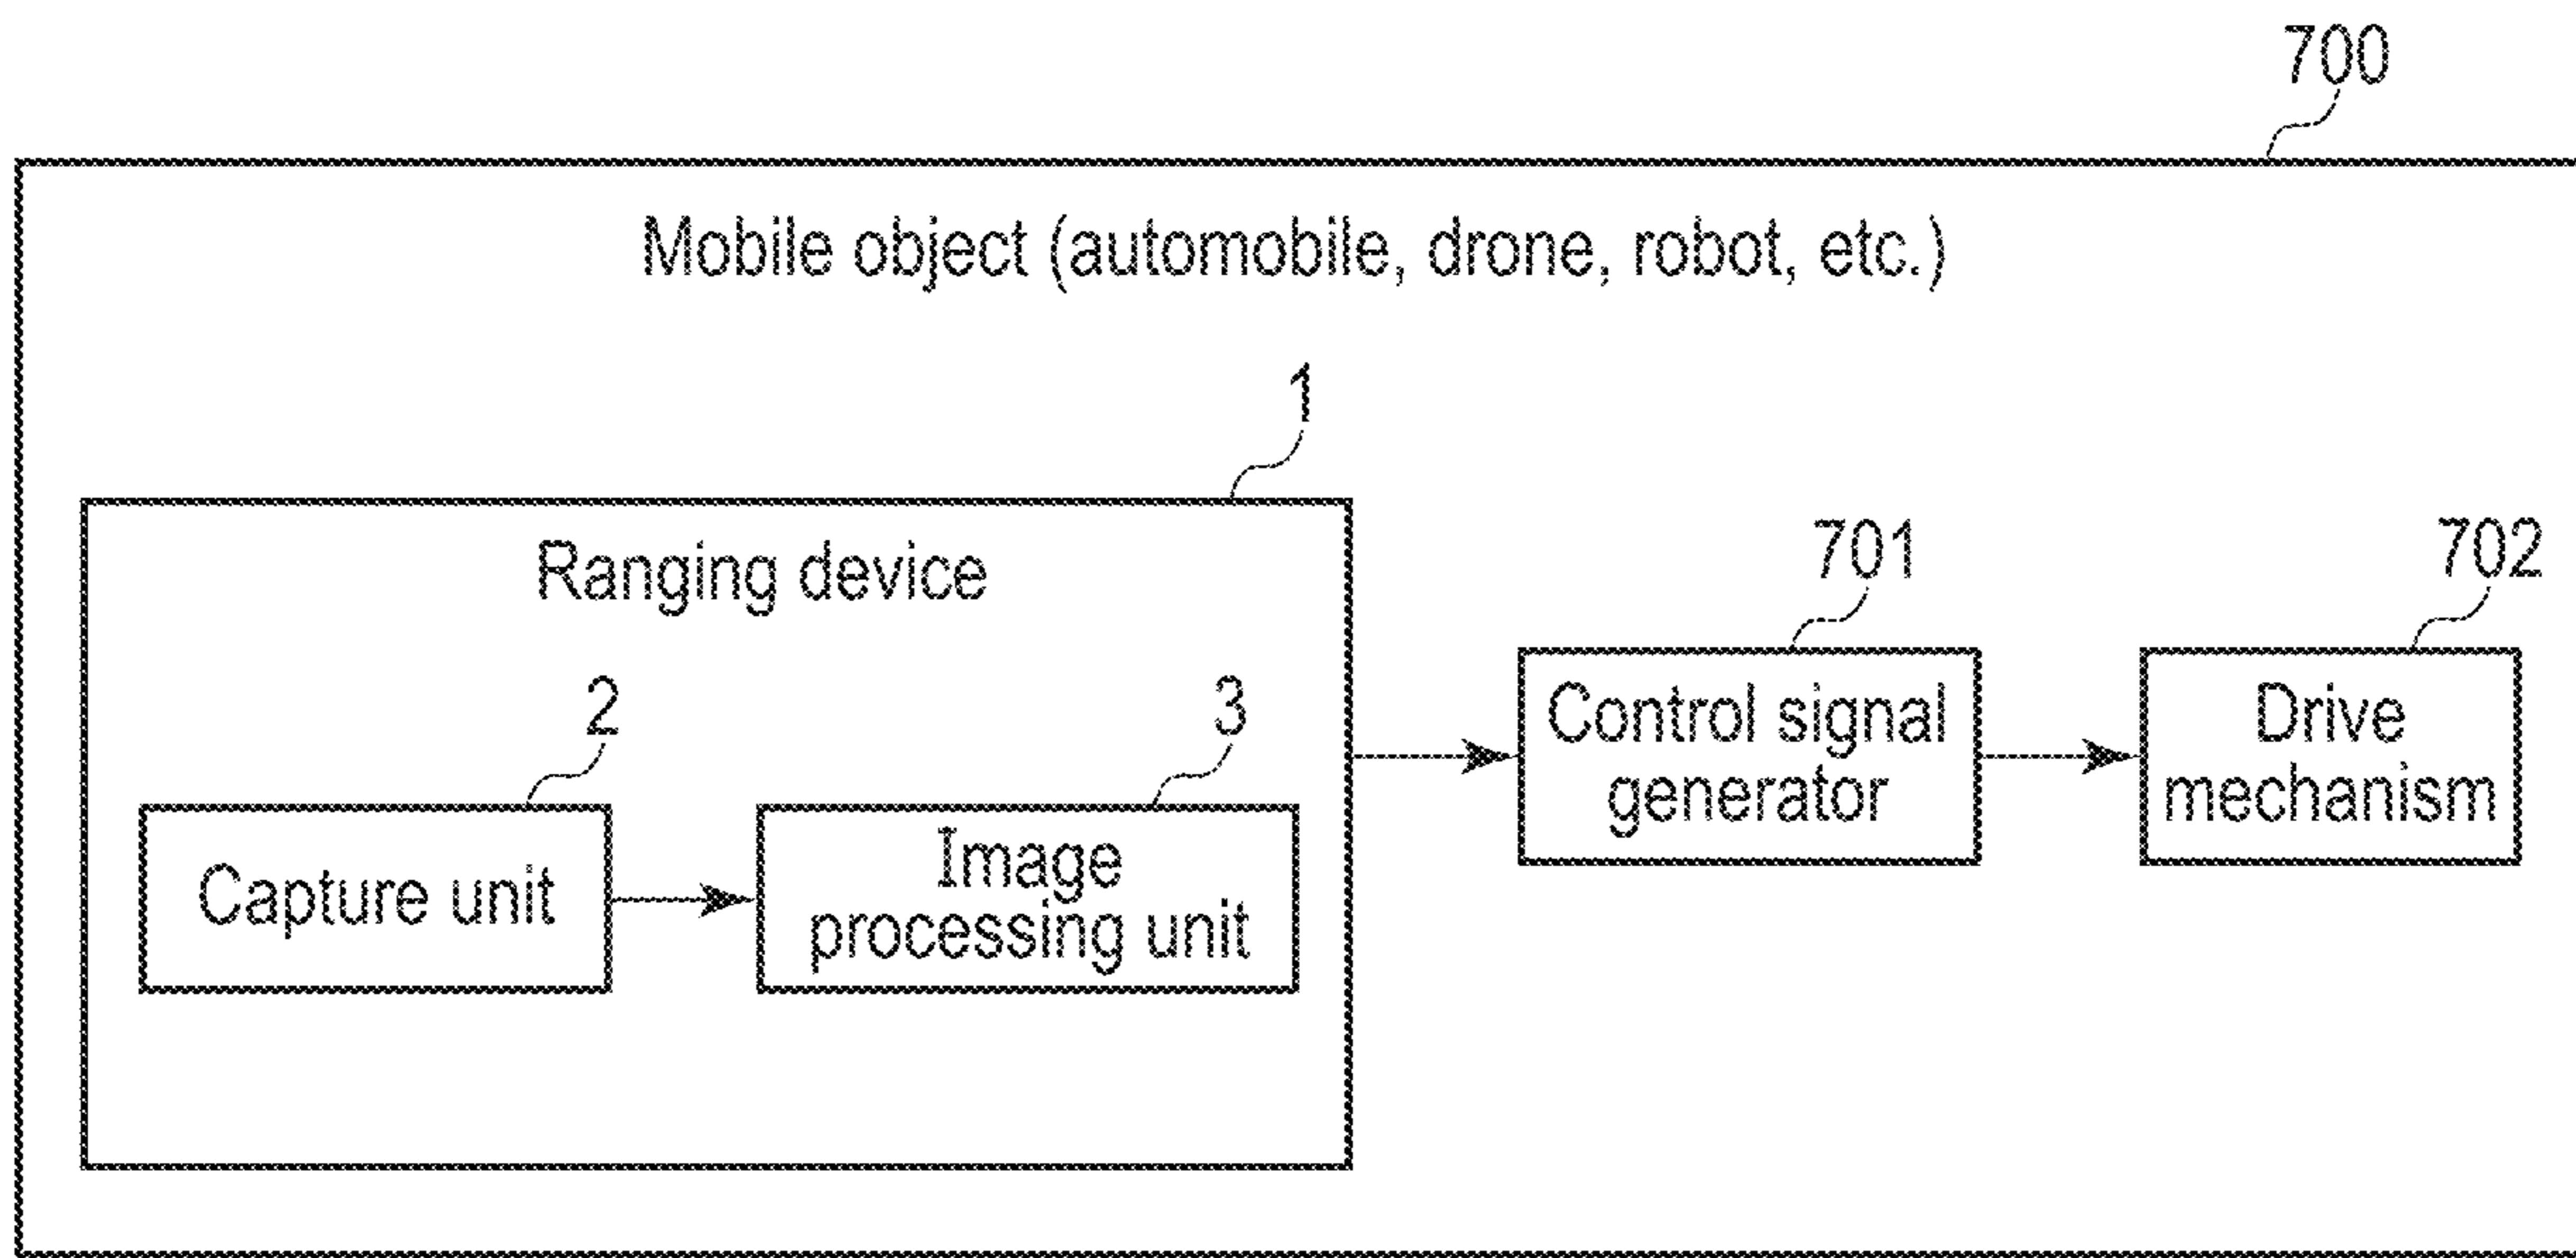 700
Mobile object (automobile, drone, robot, etc.)
1
Ranging device
701
702
2
3
Control signal
generator
Drive
mechanism
Capture unit
Image
processing unit